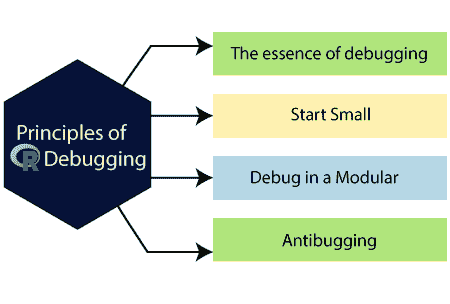 Principles of
R Debugging
The essence of debugging
Start Small
Debug in a Modular
Antibugging